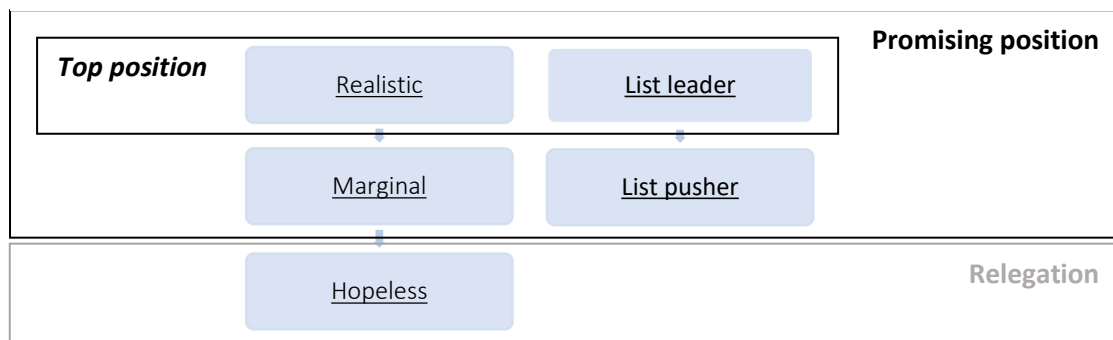 Promising position
Top position
Realistic
List leader
Marginal
List pusher
Relegation
Hopeless